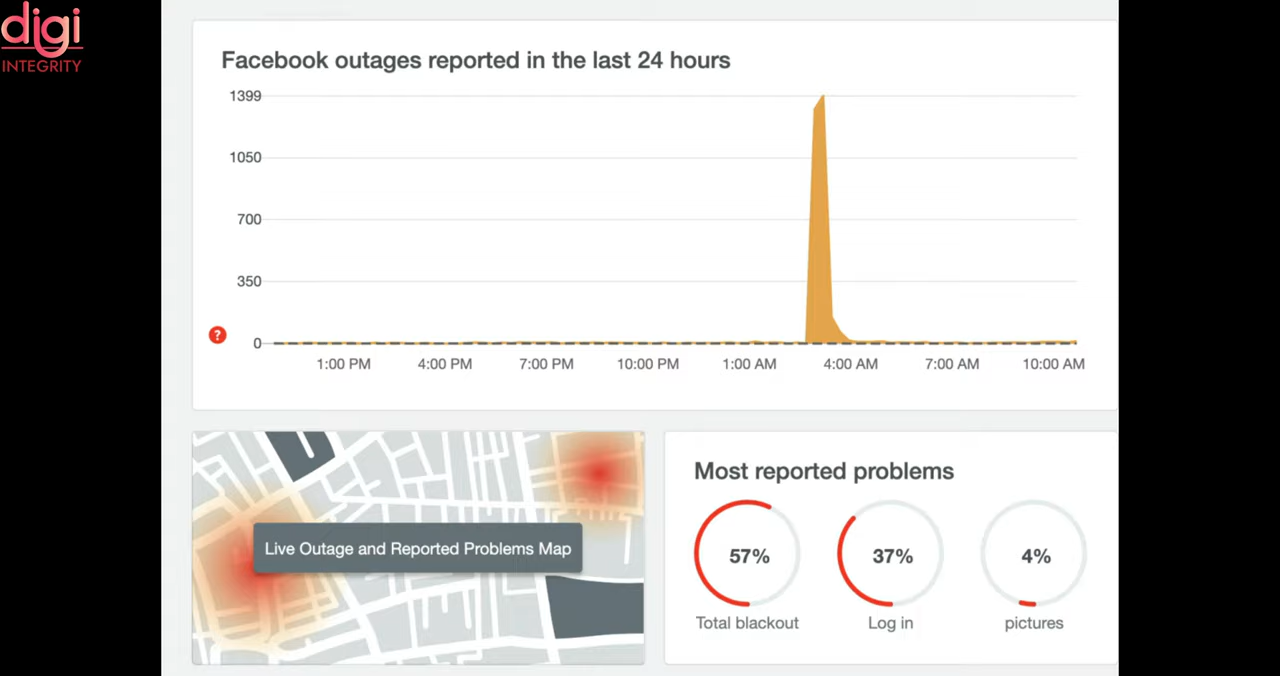 digi
INTEGRITY
Facebook outages reported in the last 24 hours
1399
1050
700
350
?
0
1:00 PM 4:00 PM 7:00 PM 10:00 PM 1:00 AM 4:00 AM 7:00 AM 10:00 AM
Live Outage and Reported Problems Map
Most reported problems
57% 37% 4%
Total blackout Log in pictures